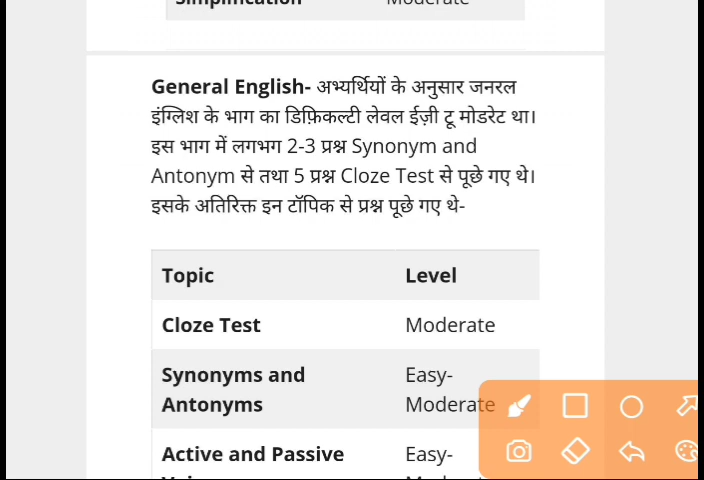 Simplification Moderate
General English- अभ्यर्थियों के अनुसार जनरल
इंग्लिश के भाग का डिफ़िकल्टी लेवल ईज़ी टू मोडरेट था।
इस भाग में लगभग 2-3 प्रश्न Synonym and
Antonym से तथा 5 प्रश्न Cloze Test से पूछे गए थे।
इसके अतिरिक्त इन टॉपिक से प्रश्न पूछे गए थे-
Topic Level
Cloze Test Moderate
Synonyms and Easy-
Antonyms Moderate
Active and Passive Easy-